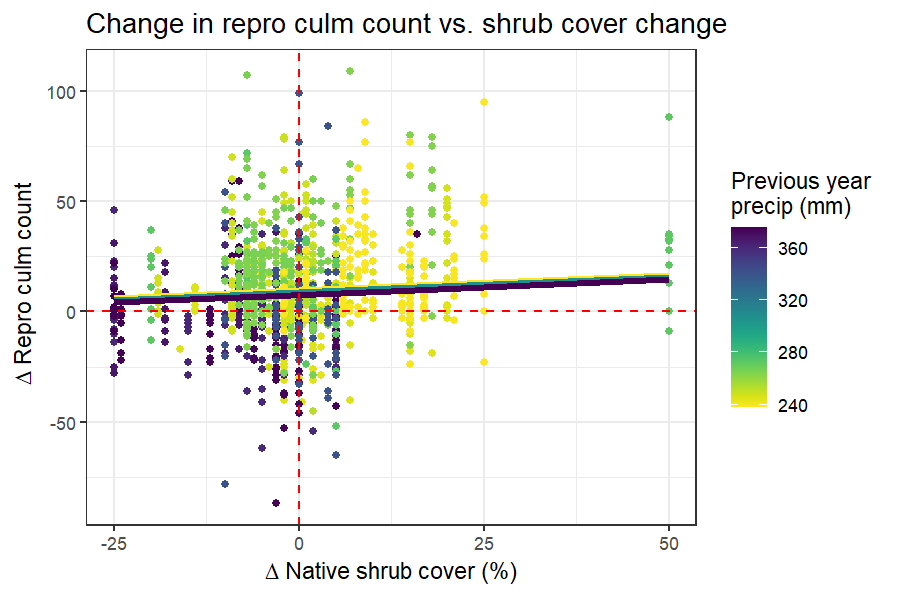 Change in repro culm count vs. shrub cover change
Δ Repro culm count
100
50
0
-50
-25
0
25
50
Δ Native shrub cover (%)
Previous year
precip (mm)
360
320
280
240